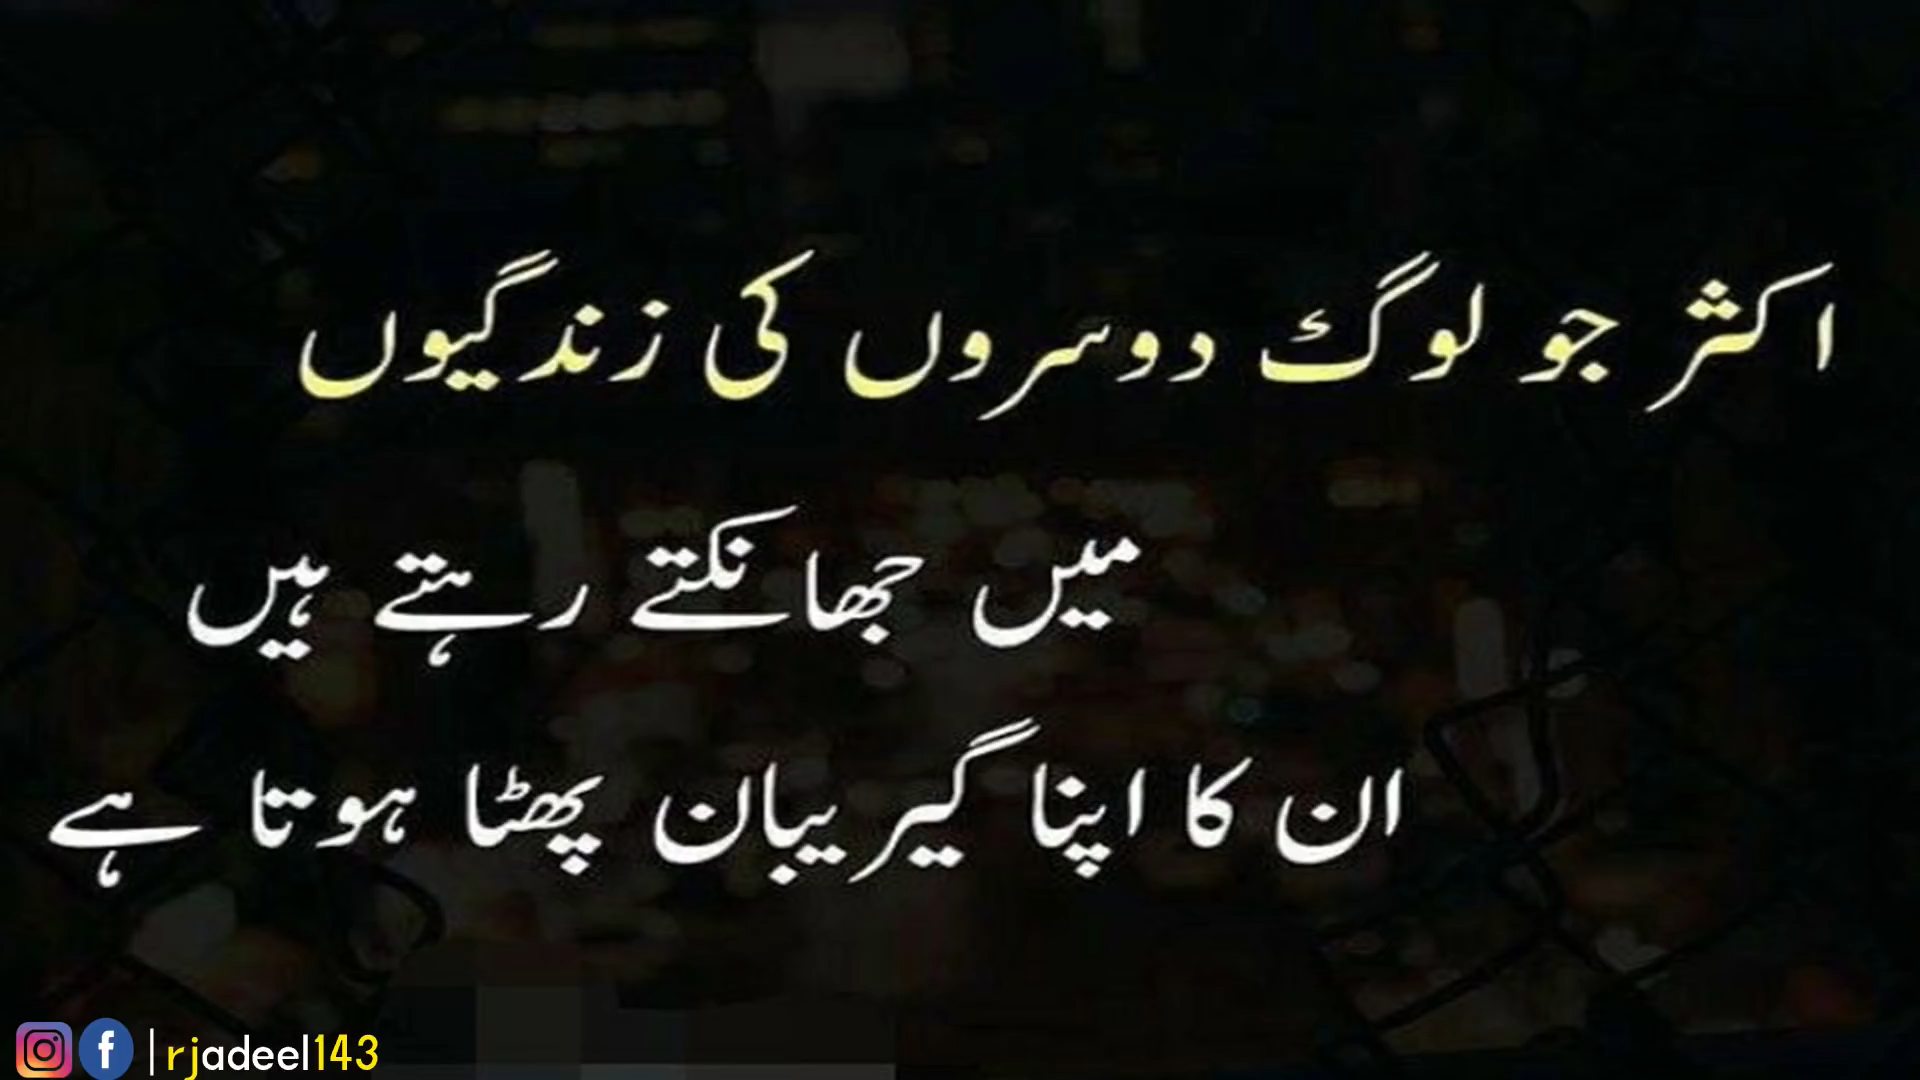 اکثر جو لوگ دوسروں کی زندگیوں
میں جھانکتے رہتے ہیں
ان کا اپنا گیریبان پھٹا ہوتا ہے
|rjadeel143